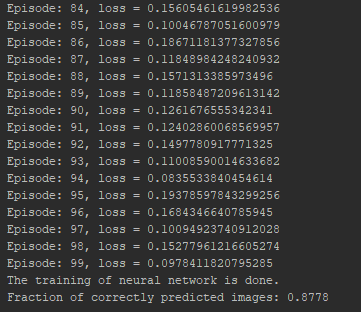 Episode: 84, loss = 0.15605461619982536
Episode: 85, loss = 0.10046787051600979
Episode: 86, loss = 0.18671181377327856
Episode: 87, loss = 0.11848984248240932
Episode: 88, loss = 0.1571313385973496
Episode: 89, loss = 0.11858487209613142
Episode: 90, loss = 0.1261676555342341
Episode: 91, loss = 0.12402860068569957
Episode: 92, loss = 0.1497780917771325
Episode: 93, loss = 0.11008590014633682
Episode: 94, loss = 0.0835533840454614
Episode: 95, loss = 0.19378597843299256
Episode: 96, loss = 0.1684346640785945
Episode: 97, loss = 0.10094923740912028
Episode: 98, loss = 0.15277961216605274
Episode: 99, loss = 0.0978411820795285
The training of neural network is done.
Fraction of correctly predicted images: 0.8778